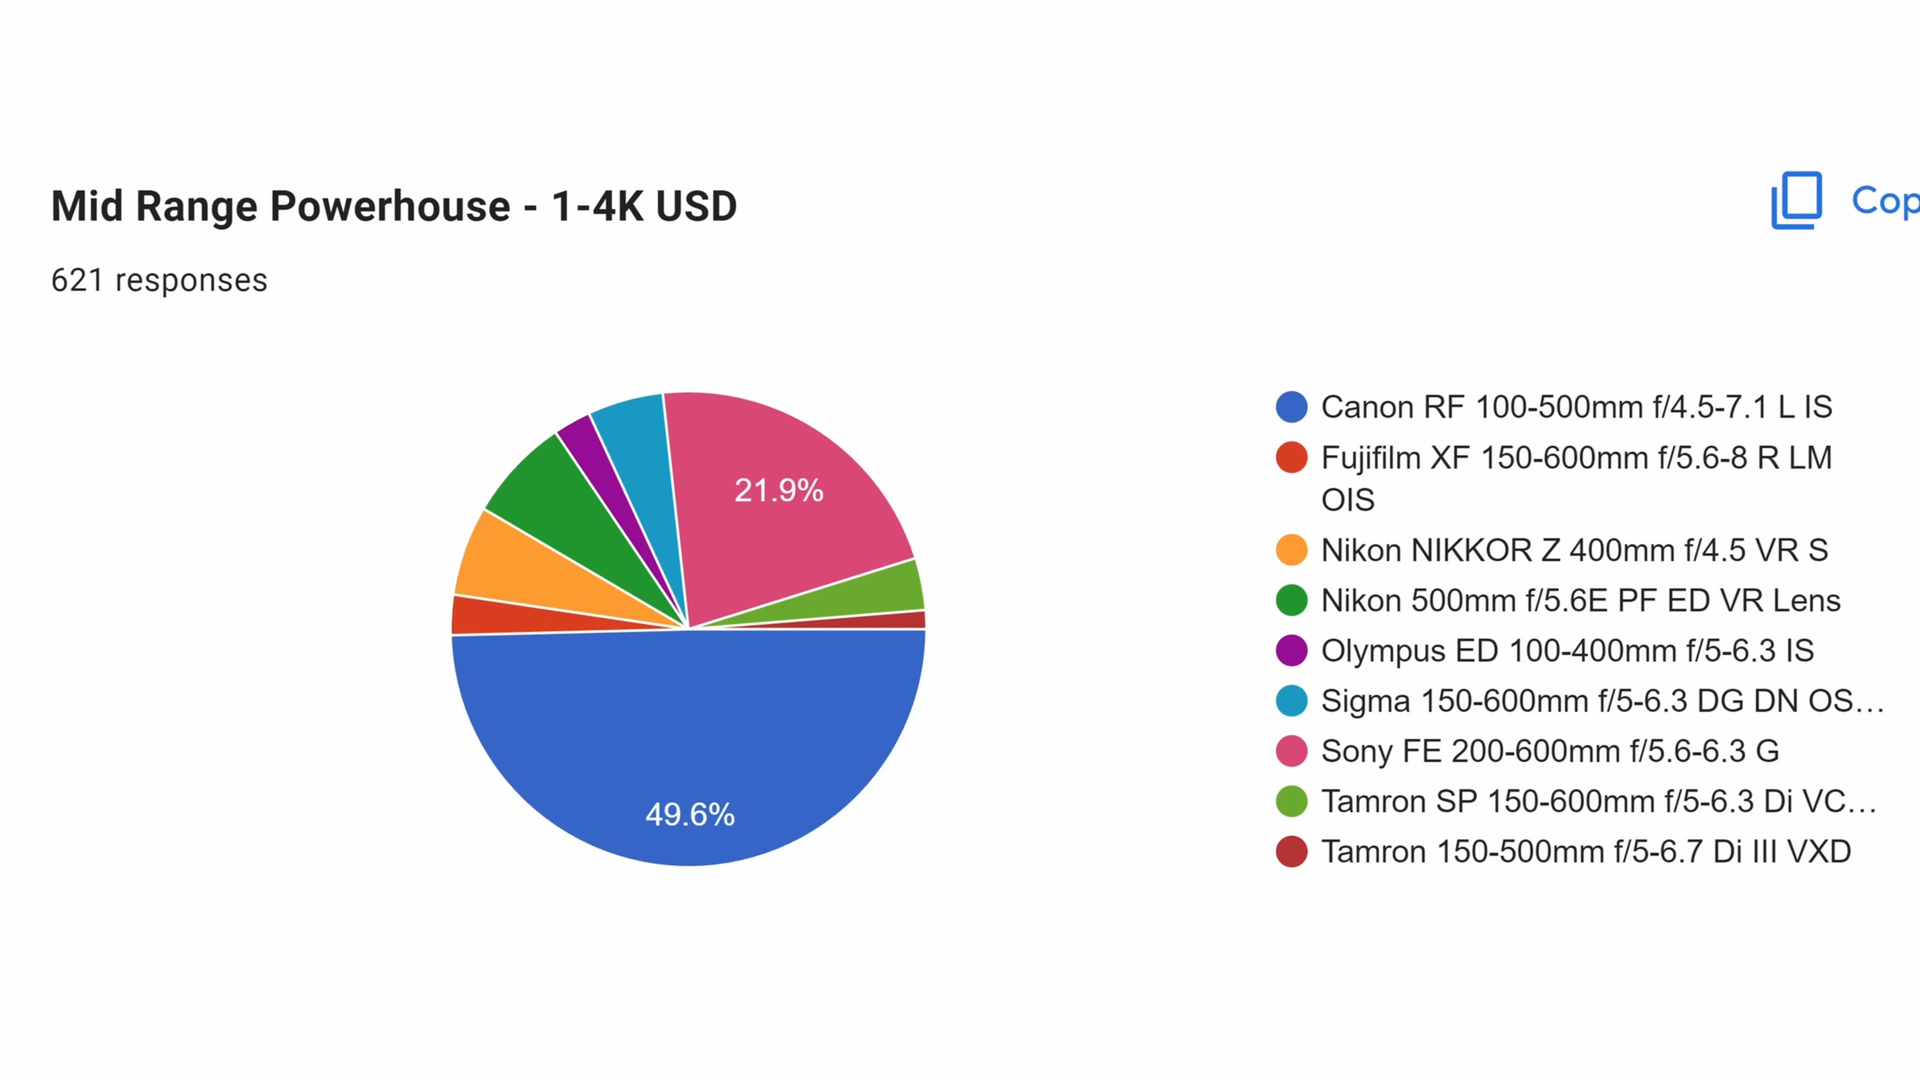 Mid Range Powerhouse - 1-4K USD
Cop
621 responses
21.9%
49.6%
Canon RF 100-500mm f/4.5-7.1 L IS
Fujifilm XF 150-600mm f/5.6-8 R LM
OIS
Nikon NIKKOR Z 400mm f/4.5 VR S
Nikon 500mm f/5.6E PF ED VR Lens
Olympus ED 100-400mm f/5-6.3 IS
Sigma 150-600mm f/5-6.3 DG DN OS…
Sony FE 200-600mm f/5.6-6.3 G
Tamron SP 150-600mm f/5-6.3 Di VC…
Tamron 150-500mm f/5-6.7 Di III VXD